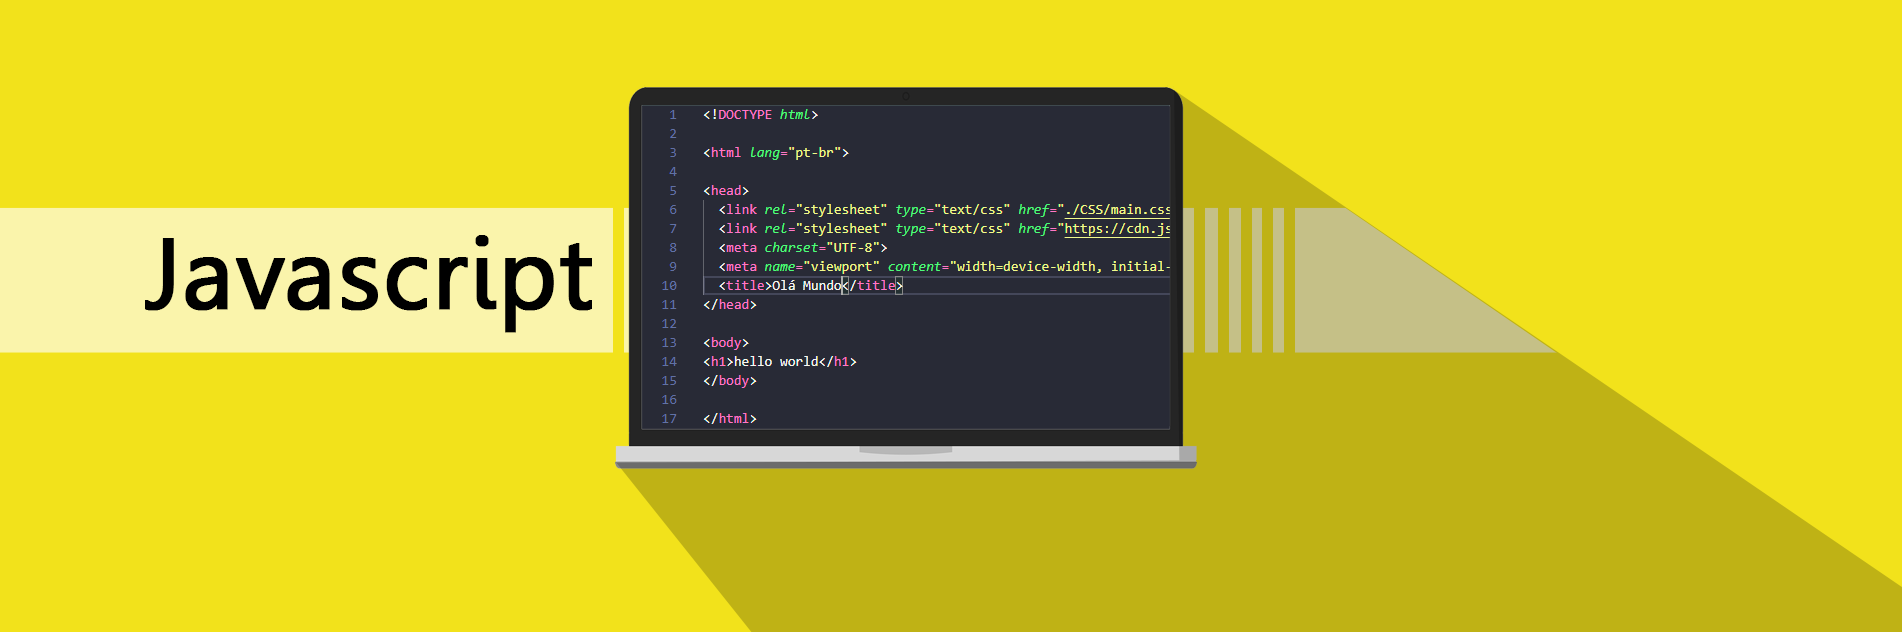 Javascript
1 <!DOCTYPE html>
2
3 <html lang="pt-br">
4
5 <head>
6 <link rel="stylesheet" type="text/css" href="./CSS/main.css
7 <link rel="stylesheet" type="text/css" href="https://cdn.js
8 <meta charset="UTF-8">
9 <meta name="viewport" content="width=device-width, initial-
10 <title>Olá Mundo</title>
11 </head>
12
13 <body>
14 <h1>hello world</h1>
15 </body>
16
17 </html>